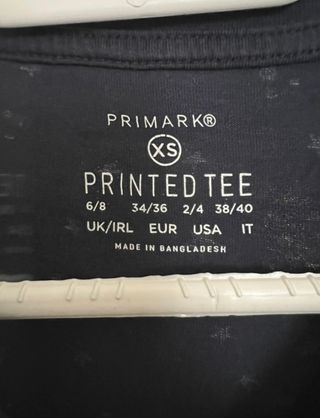 PRIMARK®
XS
PRINTED TEE
6/8 34/36 2/4 38/40
UK/IRL EUR USA IT
MADE IN BANGLADESH